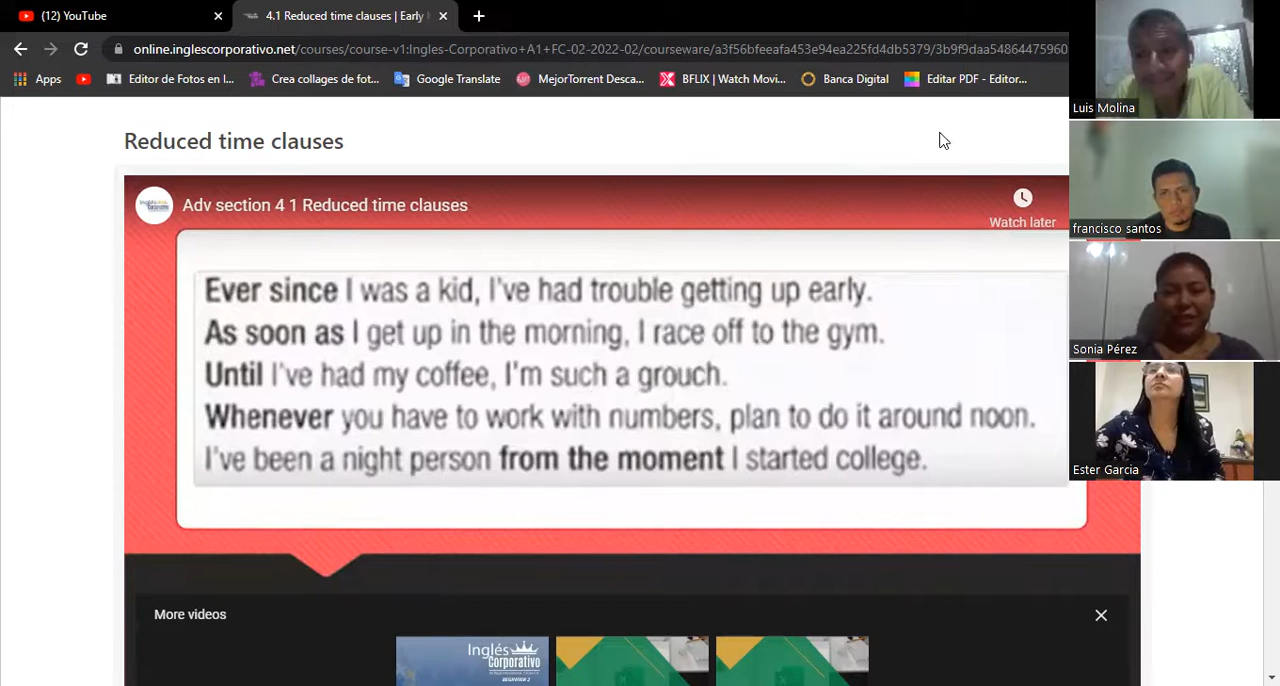 (12) YouTube
4.1 Reduced time clauses | Early
online.inglescorporativo.net/courses/course-v1:Ingles-Corporativo+A1+FC-02-2022-02/courseware/a3f56bfeeafa453e94ea225fd4db5379/3b9f9daa54864475960
Apps
Editor de Fotos en l...
Crea collages de fot...
Google Translate
MejorTorrent Desca...
BFLIX | Watch Movi...
Banca Digital
Editar PDF - Editor...
Luis Molina
francisco santos
Sonia Pérez
Ester Garcia
Reduced time clauses
Adv section 4 1 Reduced time clauses
Watch later
Ever since I was a kid, I've had trouble getting up early.
As soon as I get up in the morning, I race off to the gym.
Until I've had my coffee, I'm such a grouch.
Whenever you have to work with numbers, plan to do it around noon.
I've been a night person from the moment I started college.
More videos
Inglés
Corporativo
BEGINNER 2